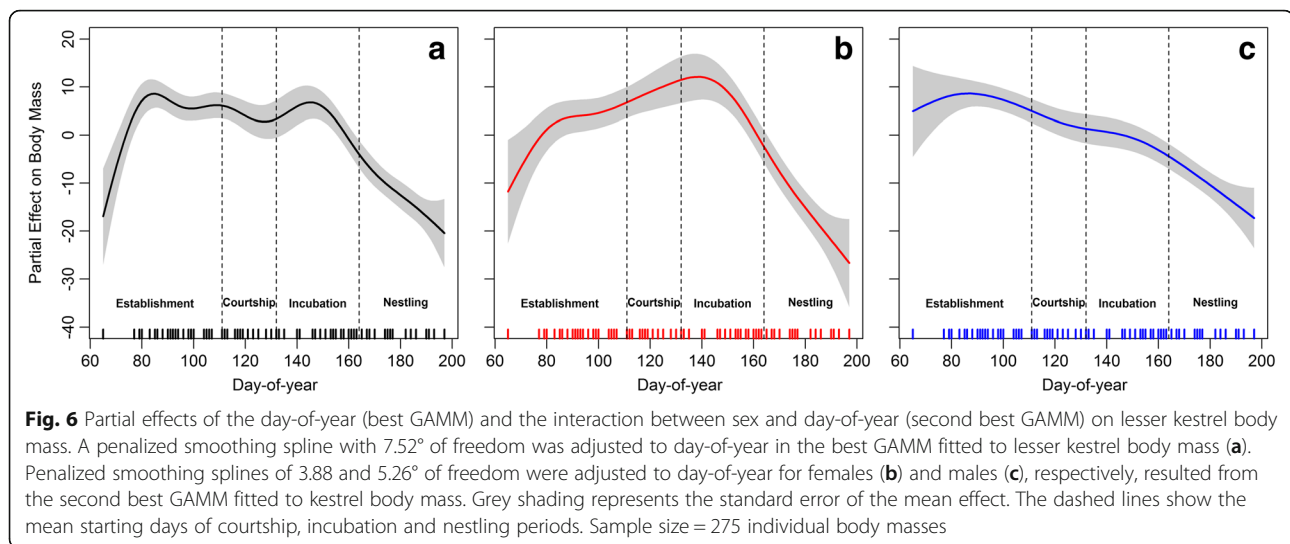 a
b
c
Partial Effect on Body Mass
20
10
0
-10
-20
-30
-40
Establishment
Courtship
Incubation
Nestling
60 80 100 120 140 160 180 200
Day-of-year
Establishment
Courtship
Incubation
Nestling
60 80 100 120 140 160 180 200
Day-of-year
Establishment
Courtship
Incubation
Nestling
60 80 100 120 140 160 180 200
Day-of-year
Fig. 6 Partial effects of the day-of-year (best GAMM) and the interaction between sex and day-of-year (second best GAMM) on lesser kestrel body
mass. A penalized smoothing spline with 7.52° of freedom was adjusted to day-of-year in the best GAMM fitted to lesser kestrel body mass (a).
Penalized smoothing splines of 3.88 and 5.26° of freedom were adjusted to day-of-year for females (b) and males (c), respectively, resulted from
the second best GAMM fitted to kestrel body mass. Grey shading represents the standard error of the mean effect. The dashed lines show the
mean starting days of courtship, incubation and nestling periods. Sample size = 275 individual body masses